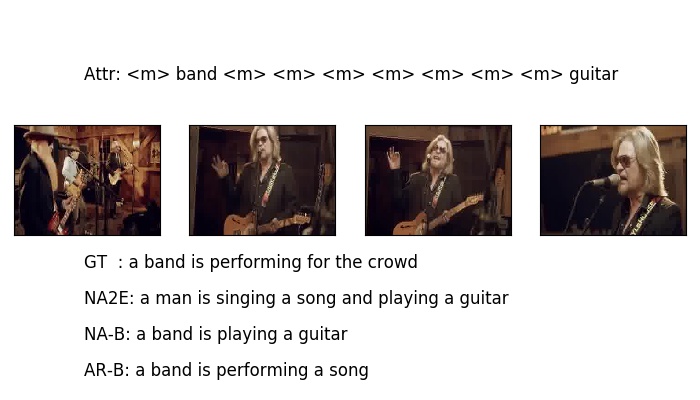 Attr: <m> band <m> <m> <m> <m> <m> <m> <m> guitar
GT : a band is performing for the crowd
NA2E: a man is singing a song and playing a guitar
NA-B: a band is playing a guitar
AR-B: a band is performing a song